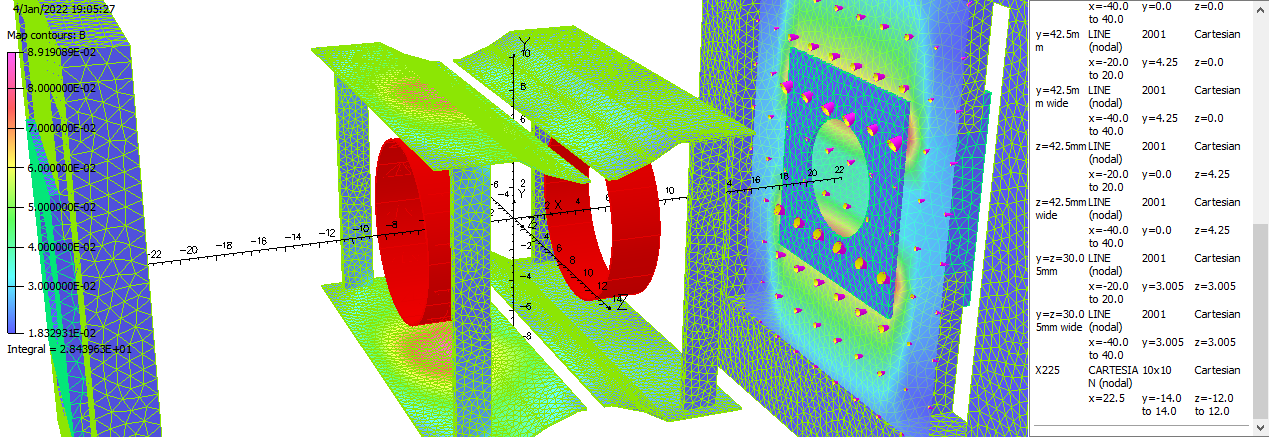 4/Jan/2022 19:05:27
Map contours: B
8.919089E-02
8.000000E-02
7.000000E-02
6.000000E-02
5.000000E-02
4.000000E-02
3.000000E-02
1.832931E-02
Integral = 2.843963E+01
Y
10
8
6
-22 -20 -18 -16 -14 -12 -10 -8
-6 -4
2
Y
X 4
10
6 8 10 12 14
Z
-2
-4
-6
-8
14 16 18 20 22
x=-40.0 y=0.0 z=0.0
to 40.0
y=42.5m LINE 2001 Cartesian
m (nodal)
x=-20.0 y=4.25 z=0.0
to 20.0
y=42.5m LINE 2001 Cartesian
m wide (nodal)
x=-40.0 y=4.25 z=0.0
to 40.0
z=42.5mm LINE 2001 Cartesian
(nodal)
x=-20.0 y=0.0 z=4.25
to 20.0
z=42.5mm LINE 2001 Cartesian
wide (nodal)
x=-40.0 y=0.0 z=4.25
to 40.0
y=z=30.0 LINE 2001 Cartesian
5mm (nodal)
x=-20.0 y=3.005 z=3.005
to 20.0
y=z=30.0 LINE 2001 Cartesian
5mm wide (nodal)
x=-40.0 y=3.005 z=3.005
to 40.0
X225 CARTESIA 10x10 Cartesian
N (nodal)
x=22.5 y=-14.0 z=-12.0
to 14.0 to 12.0